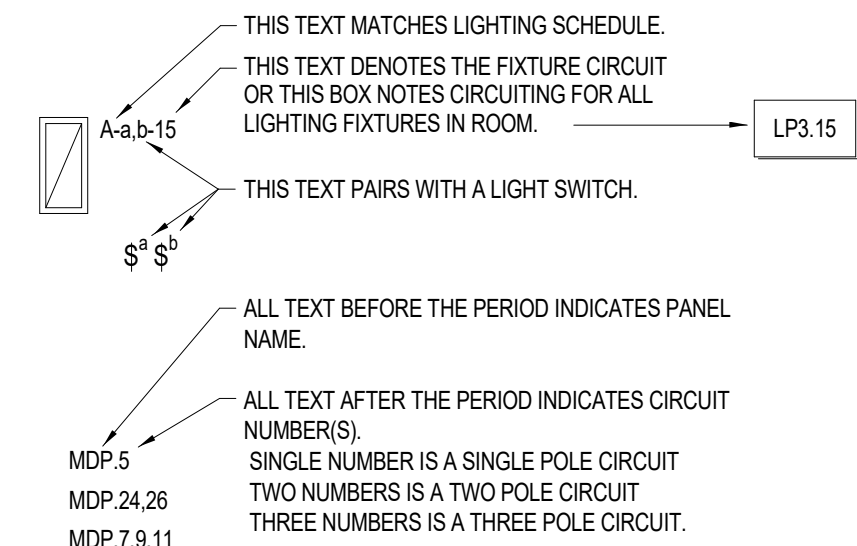 THIS TEXT MATCHES LIGHTING SCHEDULE.
THIS TEXT DENOTES THE FIXTURE CIRCUIT
OR THIS BOX NOTES CIRCUITING FOR ALL
LIGHTING FIXTURES IN ROOM.
LP3.15
A-a,b-15
THIS TEXT PAIRS WITH A LIGHT SWITCH.
$a $b
ALL TEXT BEFORE THE PERIOD INDICATES PANEL
NAME.
ALL TEXT AFTER THE PERIOD INDICATES CIRCUIT
NUMBER(S).
MDP.5 SINGLE NUMBER IS A SINGLE POLE CIRCUIT
MDP.24,26 TWO NUMBERS IS A TWO POLE CIRCUIT
MDP.7,9,11 THREE NUMBERS IS A THREE POLE CIRCUIT.